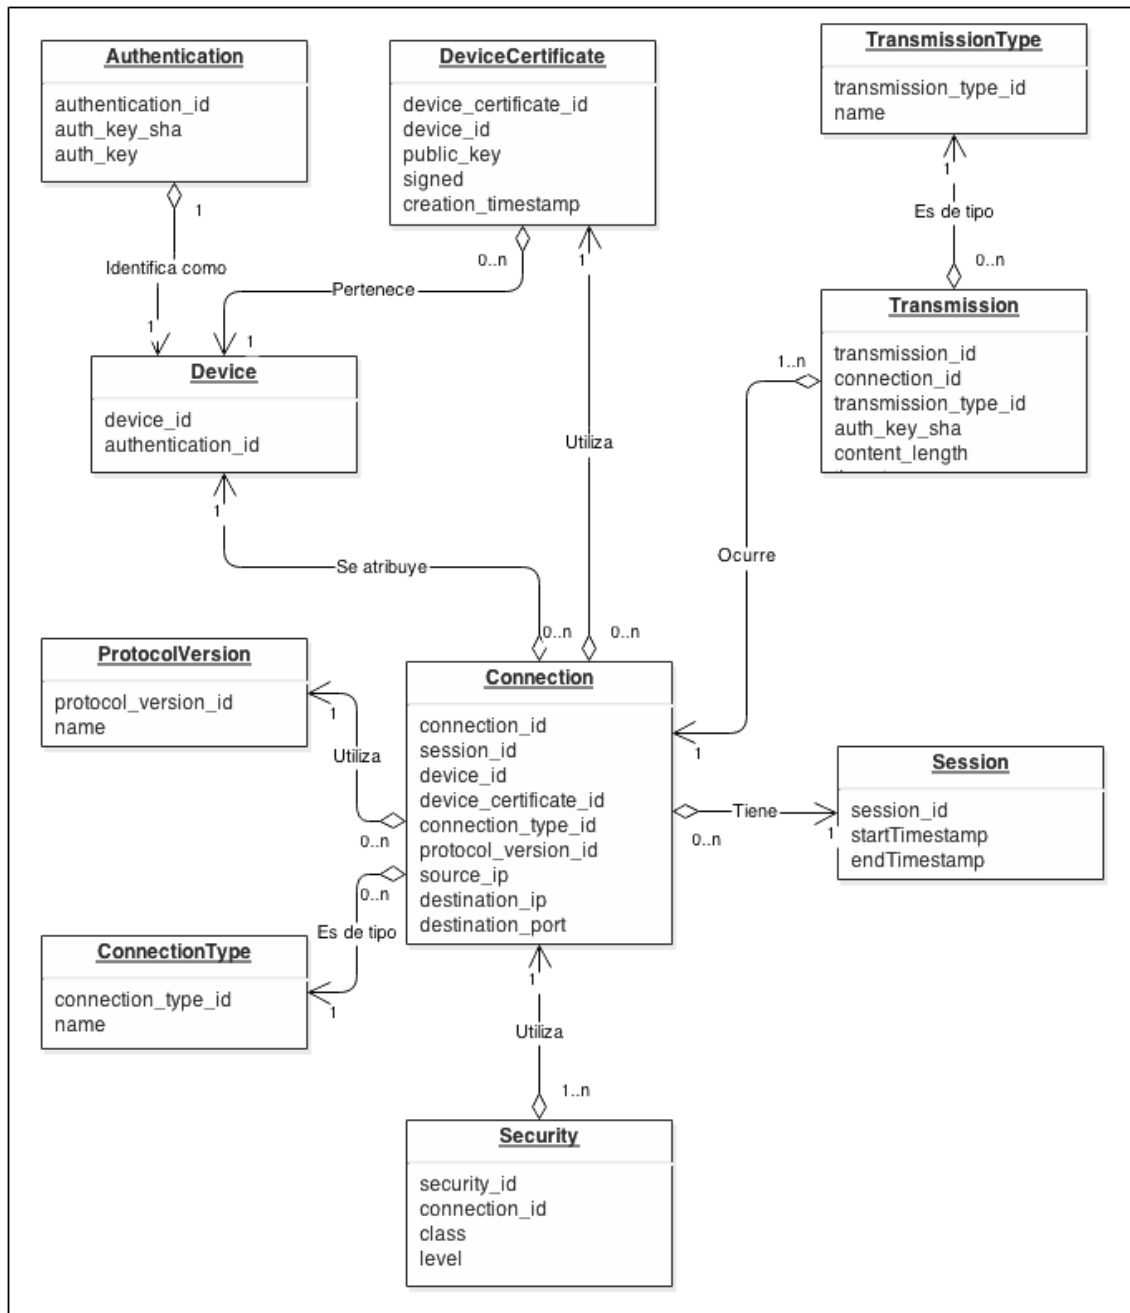 Authentication
authentication_id
auth_key_sha
auth_key
DeviceCertificate
device_certificate_id
device_id
public_key
signed
creation_timestamp
TransmissionType
transmission_type_id
name
1
Identifica como
1
0..n
Pertenece
1
1
Utiliza
0..n
1
Es de tipo
0..n
Transmission
transmission_id
connection_id
transmission_type_id
auth_key_sha
content_length
1..n
Ocurre
1
Device
device_id
authentication_id
1
Se atribuye
0..n
ProtocolVersion
protocol_version_id
name
1
Utiliza
0..n
Connection
connection_id
session_id
device_id
device_certificate_id
connection_type_id
protocol_version_id
source_ip
destination_ip
destination_port
0..n
Tiene
1
Session
session_id
startTimestamp
endTimestamp
0..n
Es de tipo
1
ConnectionType
connection_type_id
name
1
Utiliza
1..n
Security
security_id
connection_id
class
level